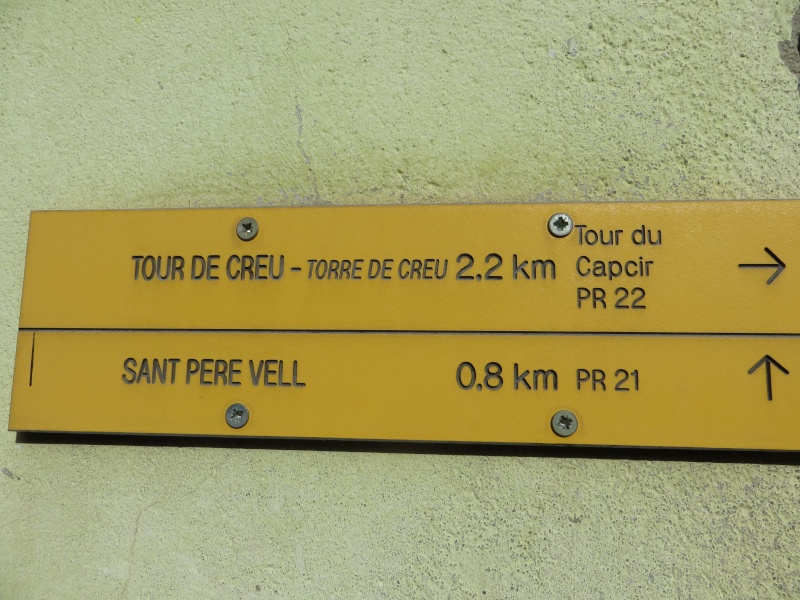 TOUR DE CREU – TORRE DE CREU 2,2 km Tour du
Capcir
PR 22
SANT PERE VELL 0,8 km PR 21